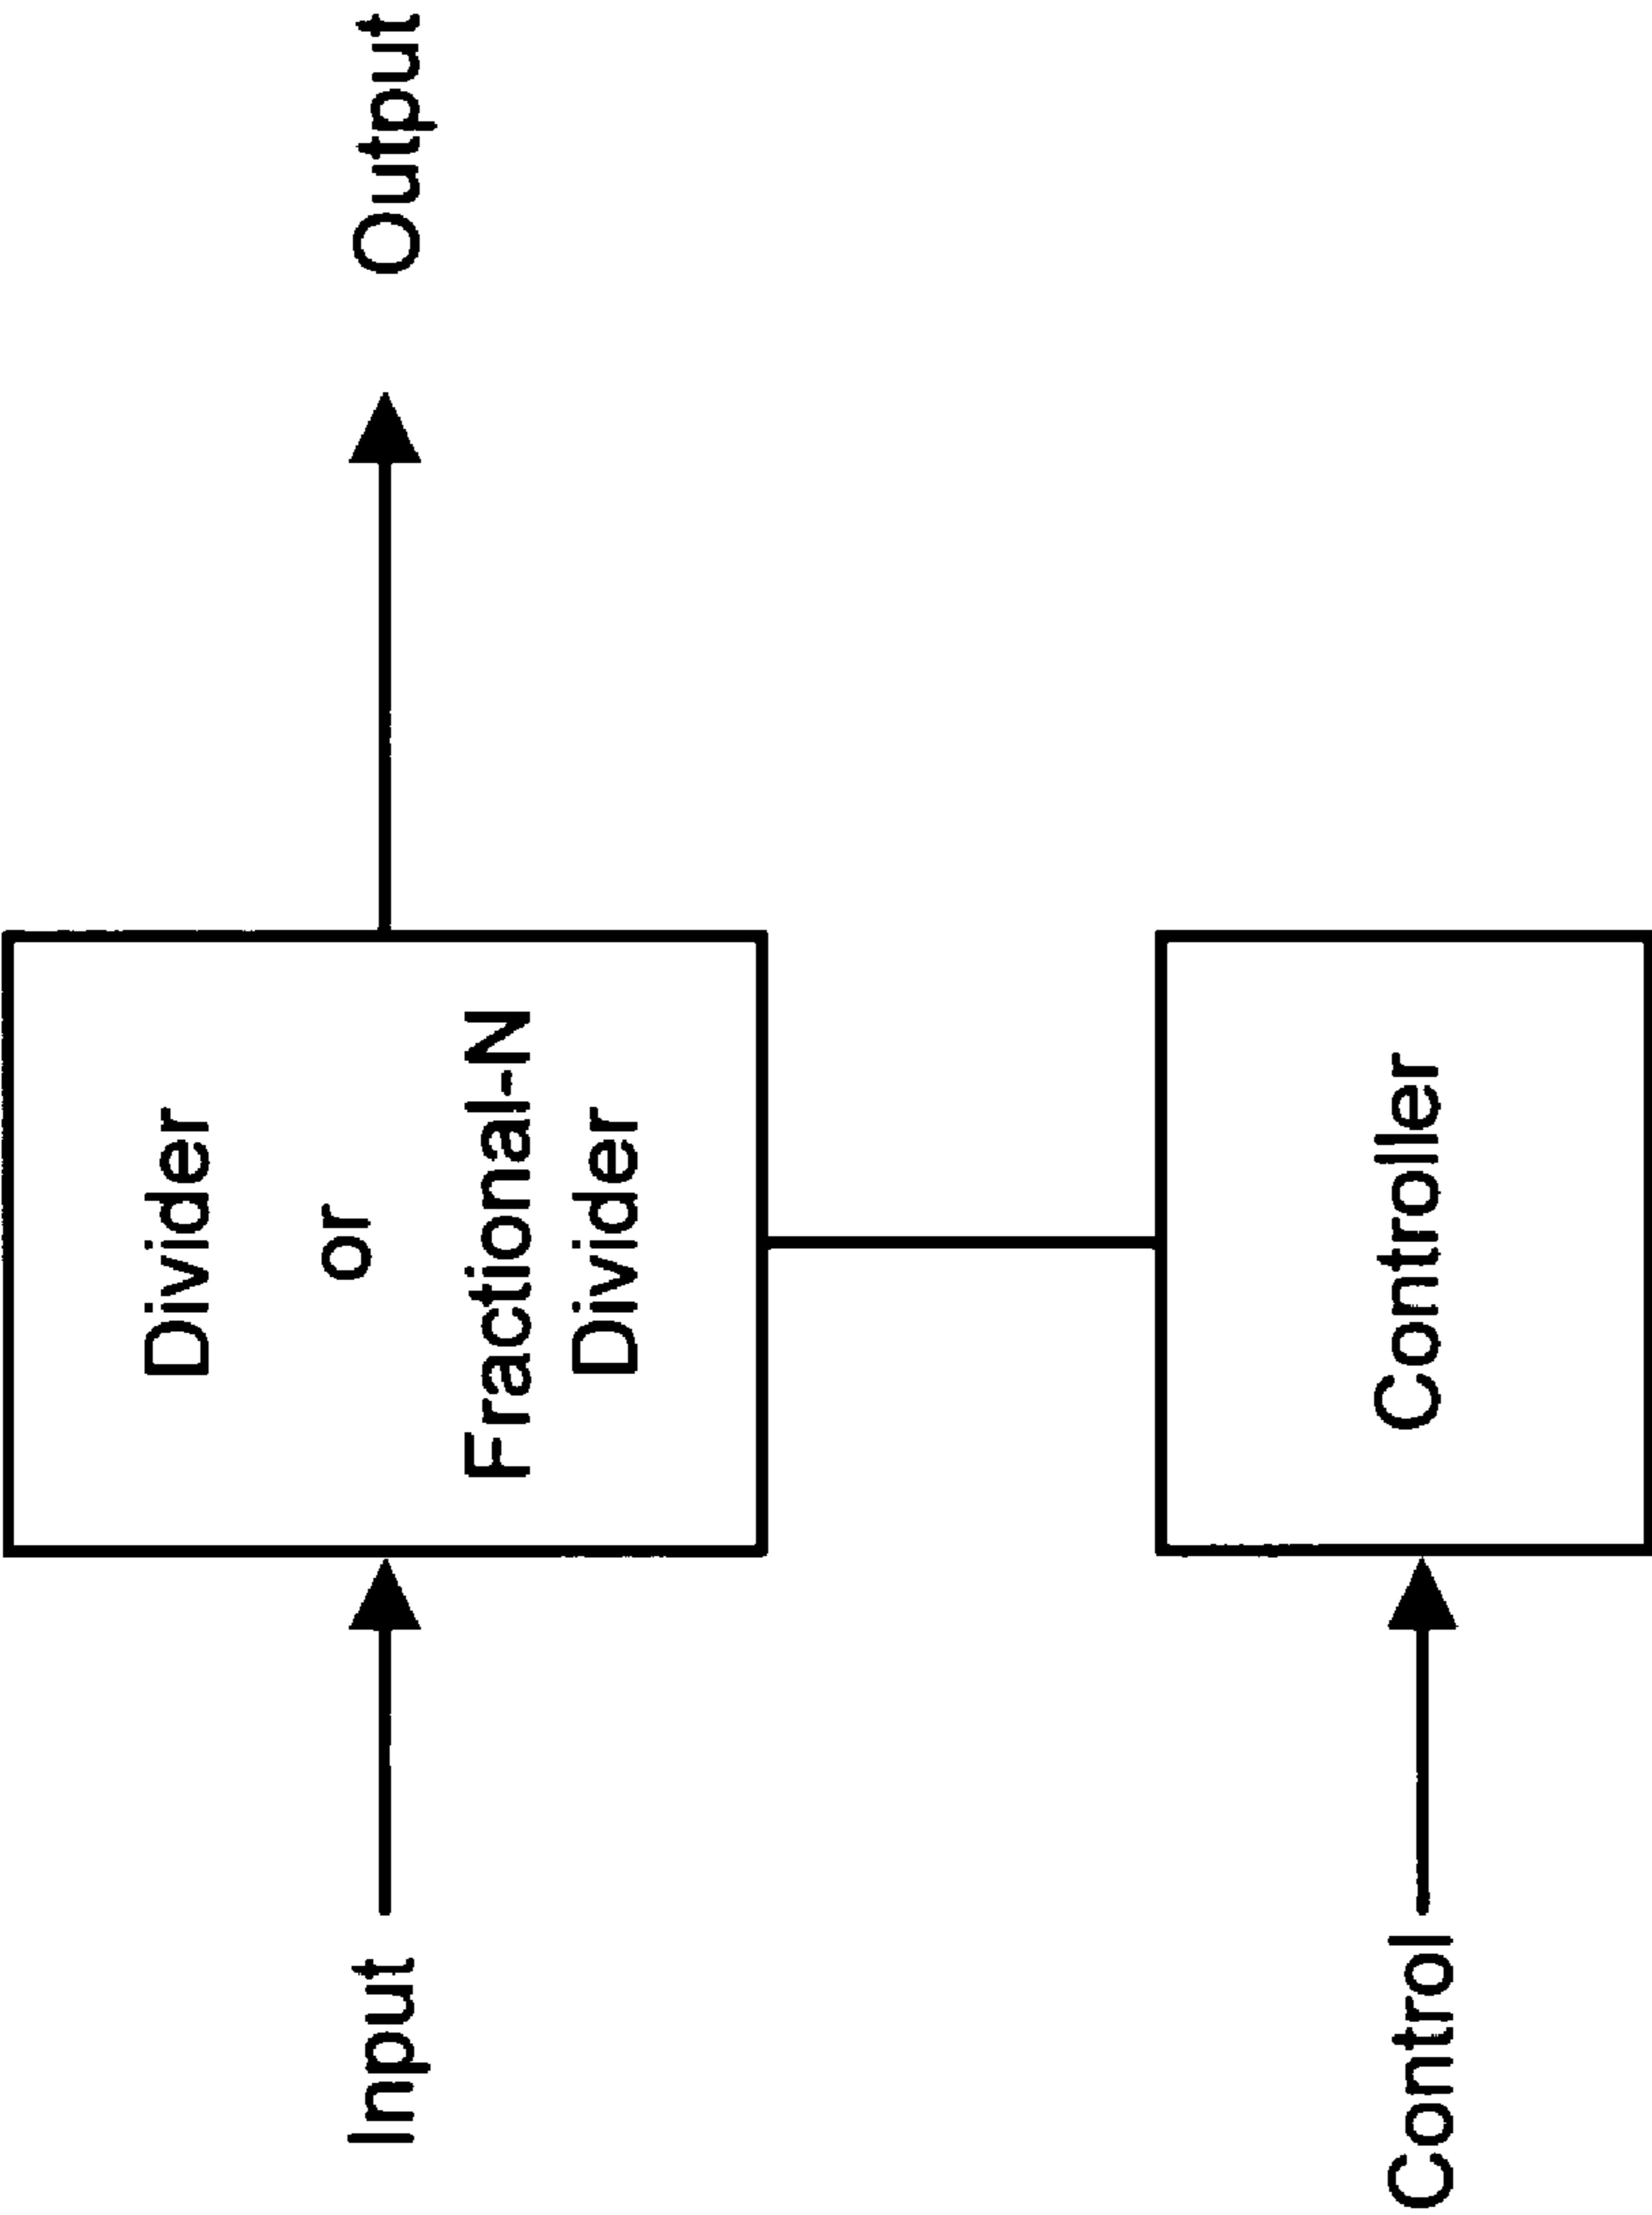 Input
Divider
or
Fractional-N
Divider
Output
Control
Controller